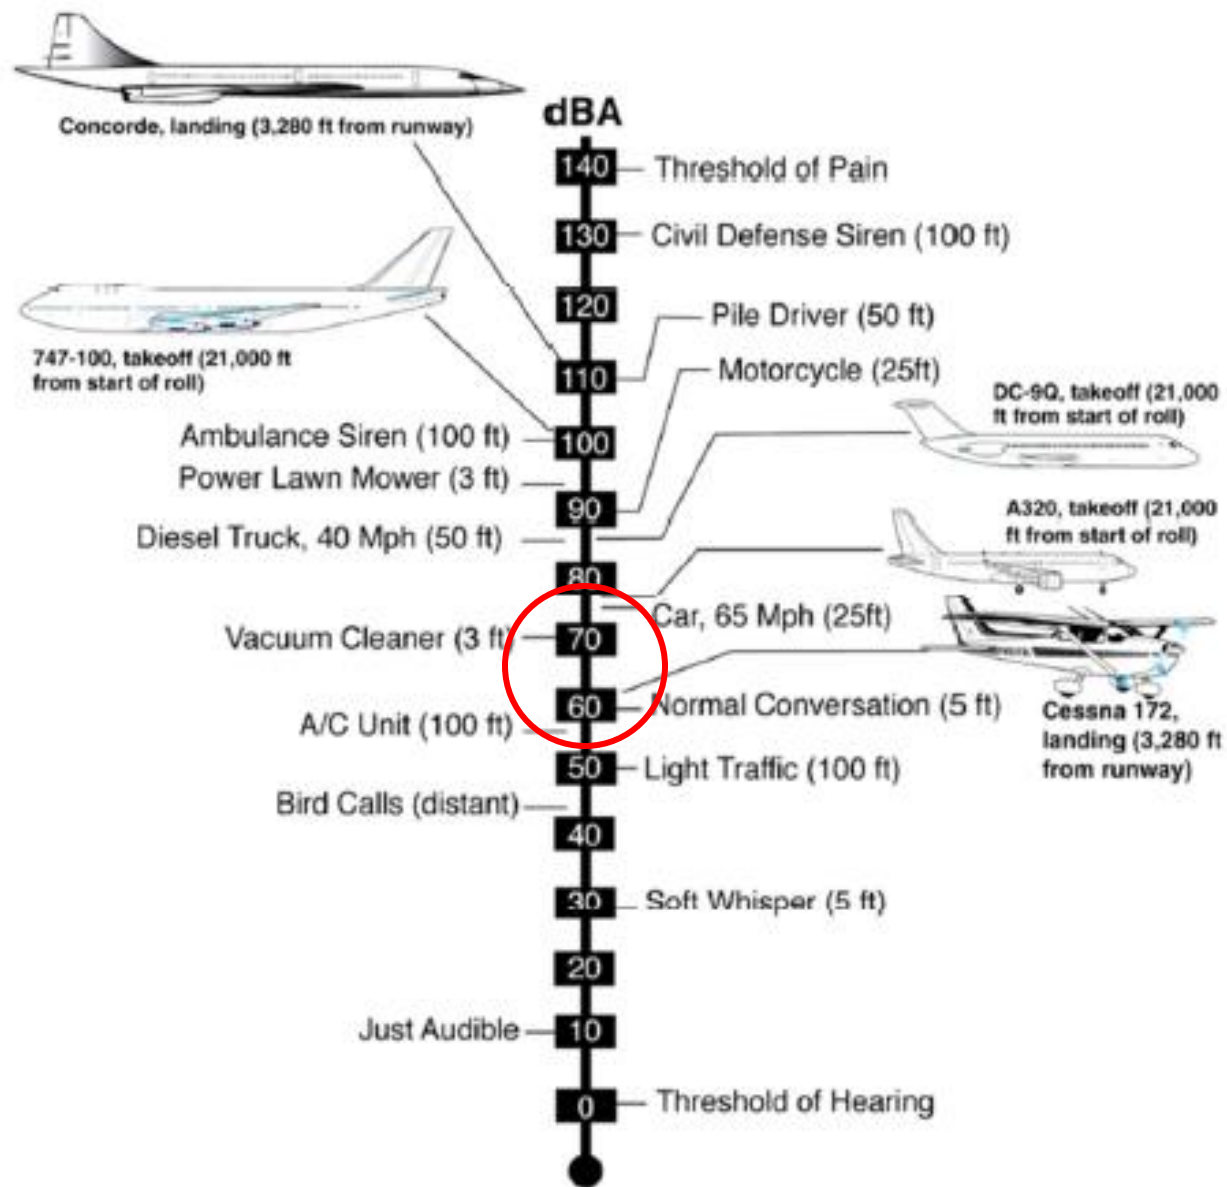 Concorde, landing (3,280 ft from runway)
dBA
140
Threshold of Pain
130
Civil Defense Siren (100 ft)
120
Pile Driver (50 ft)
747-100, takeoff (21,000 ft
from start of roll)
110
Motorcycle (25ft)
DC-9Q, takeoff (21,000
ft from start of roll)
Ambulance Siren (100 ft)
100
Power Lawn Mower (3 ft)
90
A320, takeoff (21,000
ft from start of roll)
Diesel Truck, 40 Mph (50 ft)
80
Car, 65 Mph (25ft)
Vacuum Cleaner (3 ft)
70
60
Normal Conversation (5 ft)
Cessna 172,
landing (3,280 ft
from runway)
A/C Unit (100 ft)
50
Light Traffic (100 ft)
Bird Calls (distant)
40
30
Soft Whisper (5 ft)
20
Just Audible
10
0
Threshold of Hearing